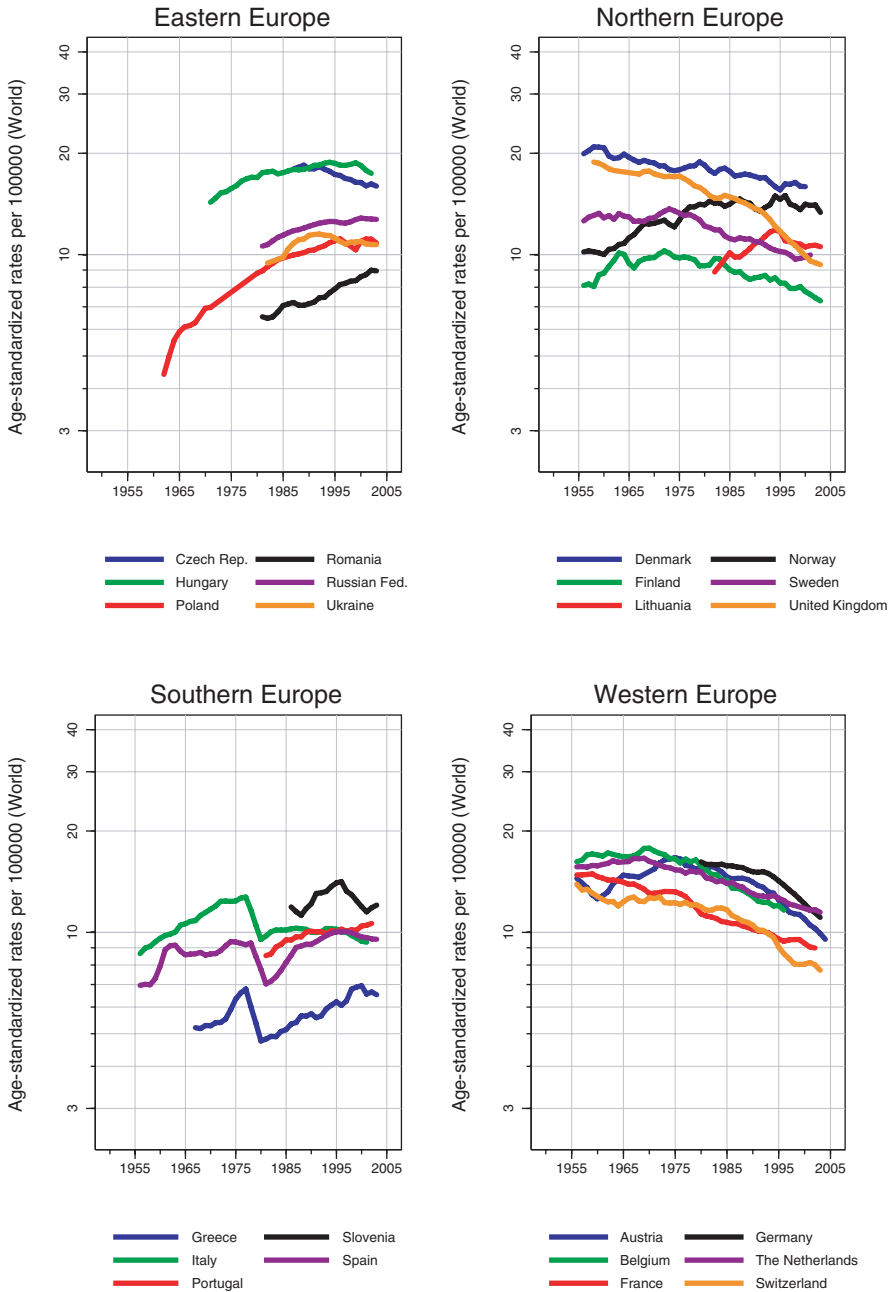 Eastern Europe
Age-standardized rates per 100000 (World)
40
30
20
10
3
1955 1965 1975 1985 1995 2005
Czech Rep. Romania
Hungary Russian Fed.
Poland Ukraine
Northern Europe
Age-standardized rates per 100000 (World)
40
30
20
10
3
1955 1965 1975 1985 1995 2005
Denmark Norway
Finland Sweden
Lithuania United Kingdom
Southern Europe
Age-standardized rates per 100000 (World)
40
30
20
10
3
1955 1965 1975 1985 1995 2005
Greece Slovenia
Italy Spain
Portugal
Western Europe
Age-standardized rates per 100000 (World)
40
30
20
10
3
1955 1965 1975 1985 1995 2005
Austria Germany
Belgium The Netherlands
France Switzerland